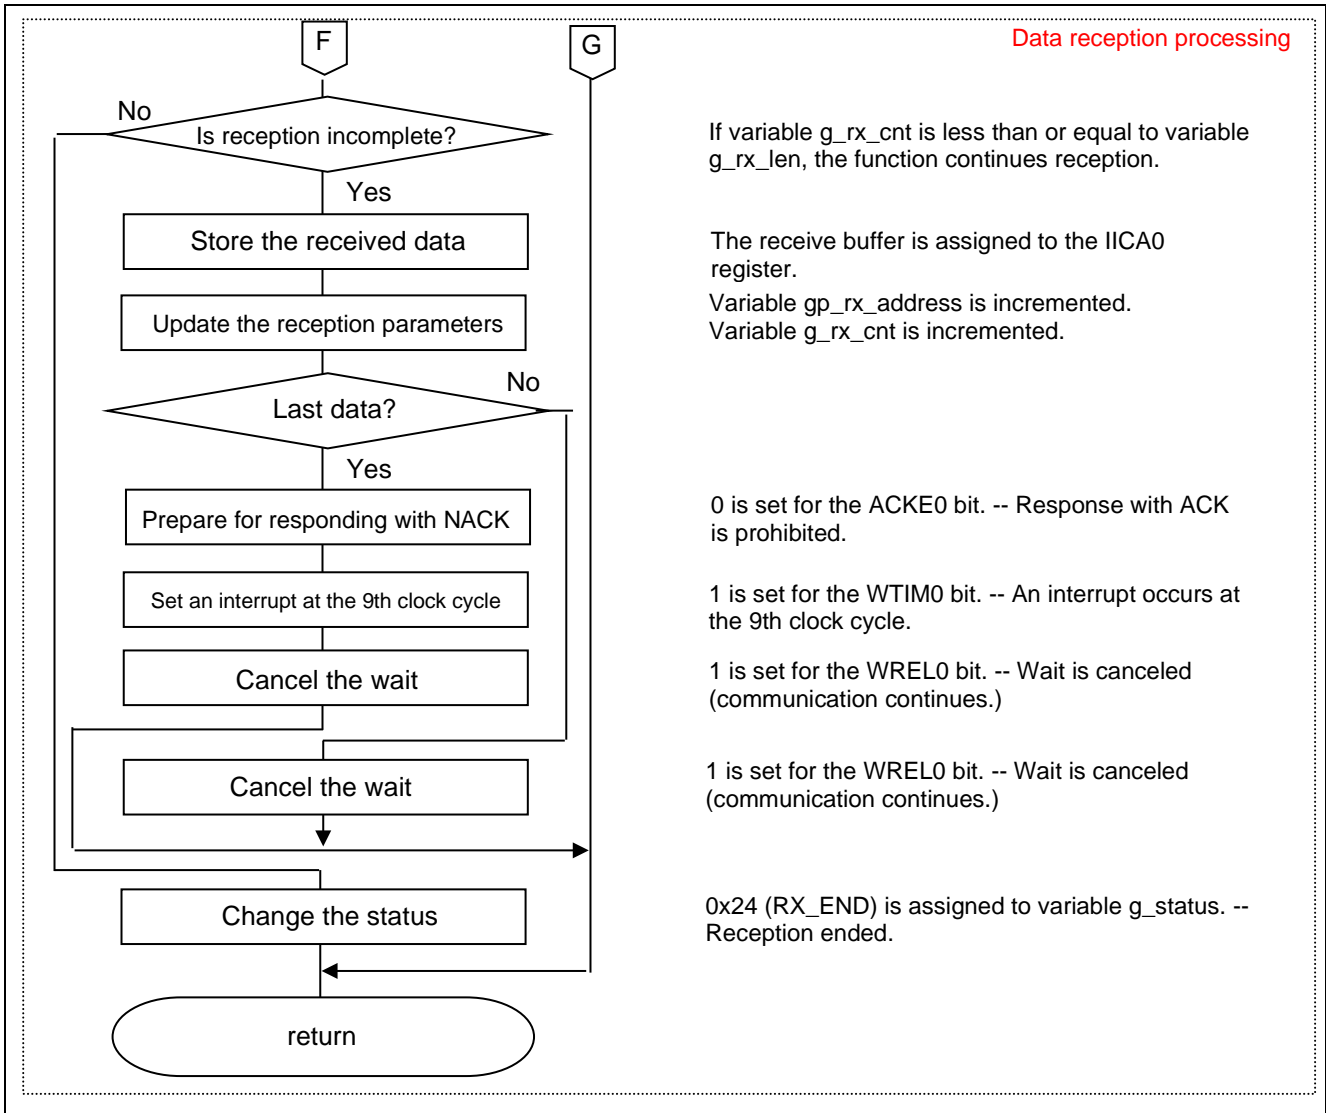 F
G
Data reception processing
No
Is reception incomplete?
If variable g_rx_cnt is less than or equal to variable
g_rx_len, the function continues reception.
Yes
Store the received data
The receive buffer is assigned to the IICA0
register.
Update the reception parameters
Variable gp_rx_address is incremented.
Variable g_rx_cnt is incremented.
No
Last data?
Yes
Prepare for responding with NACK
0 is set for the ACKE0 bit. -- Response with ACK
is prohibited.
Set an interrupt at the 9th clock cycle
1 is set for the WTIM0 bit. -- An interrupt occurs at
the 9th clock cycle.
Cancel the wait
1 is set for the WREL0 bit. -- Wait is canceled
(communication continues.)
Cancel the wait
1 is set for the WREL0 bit. -- Wait is canceled
(communication continues.)
Change the status
0x24 (RX_END) is assigned to variable g_status. --
Reception ended.
return